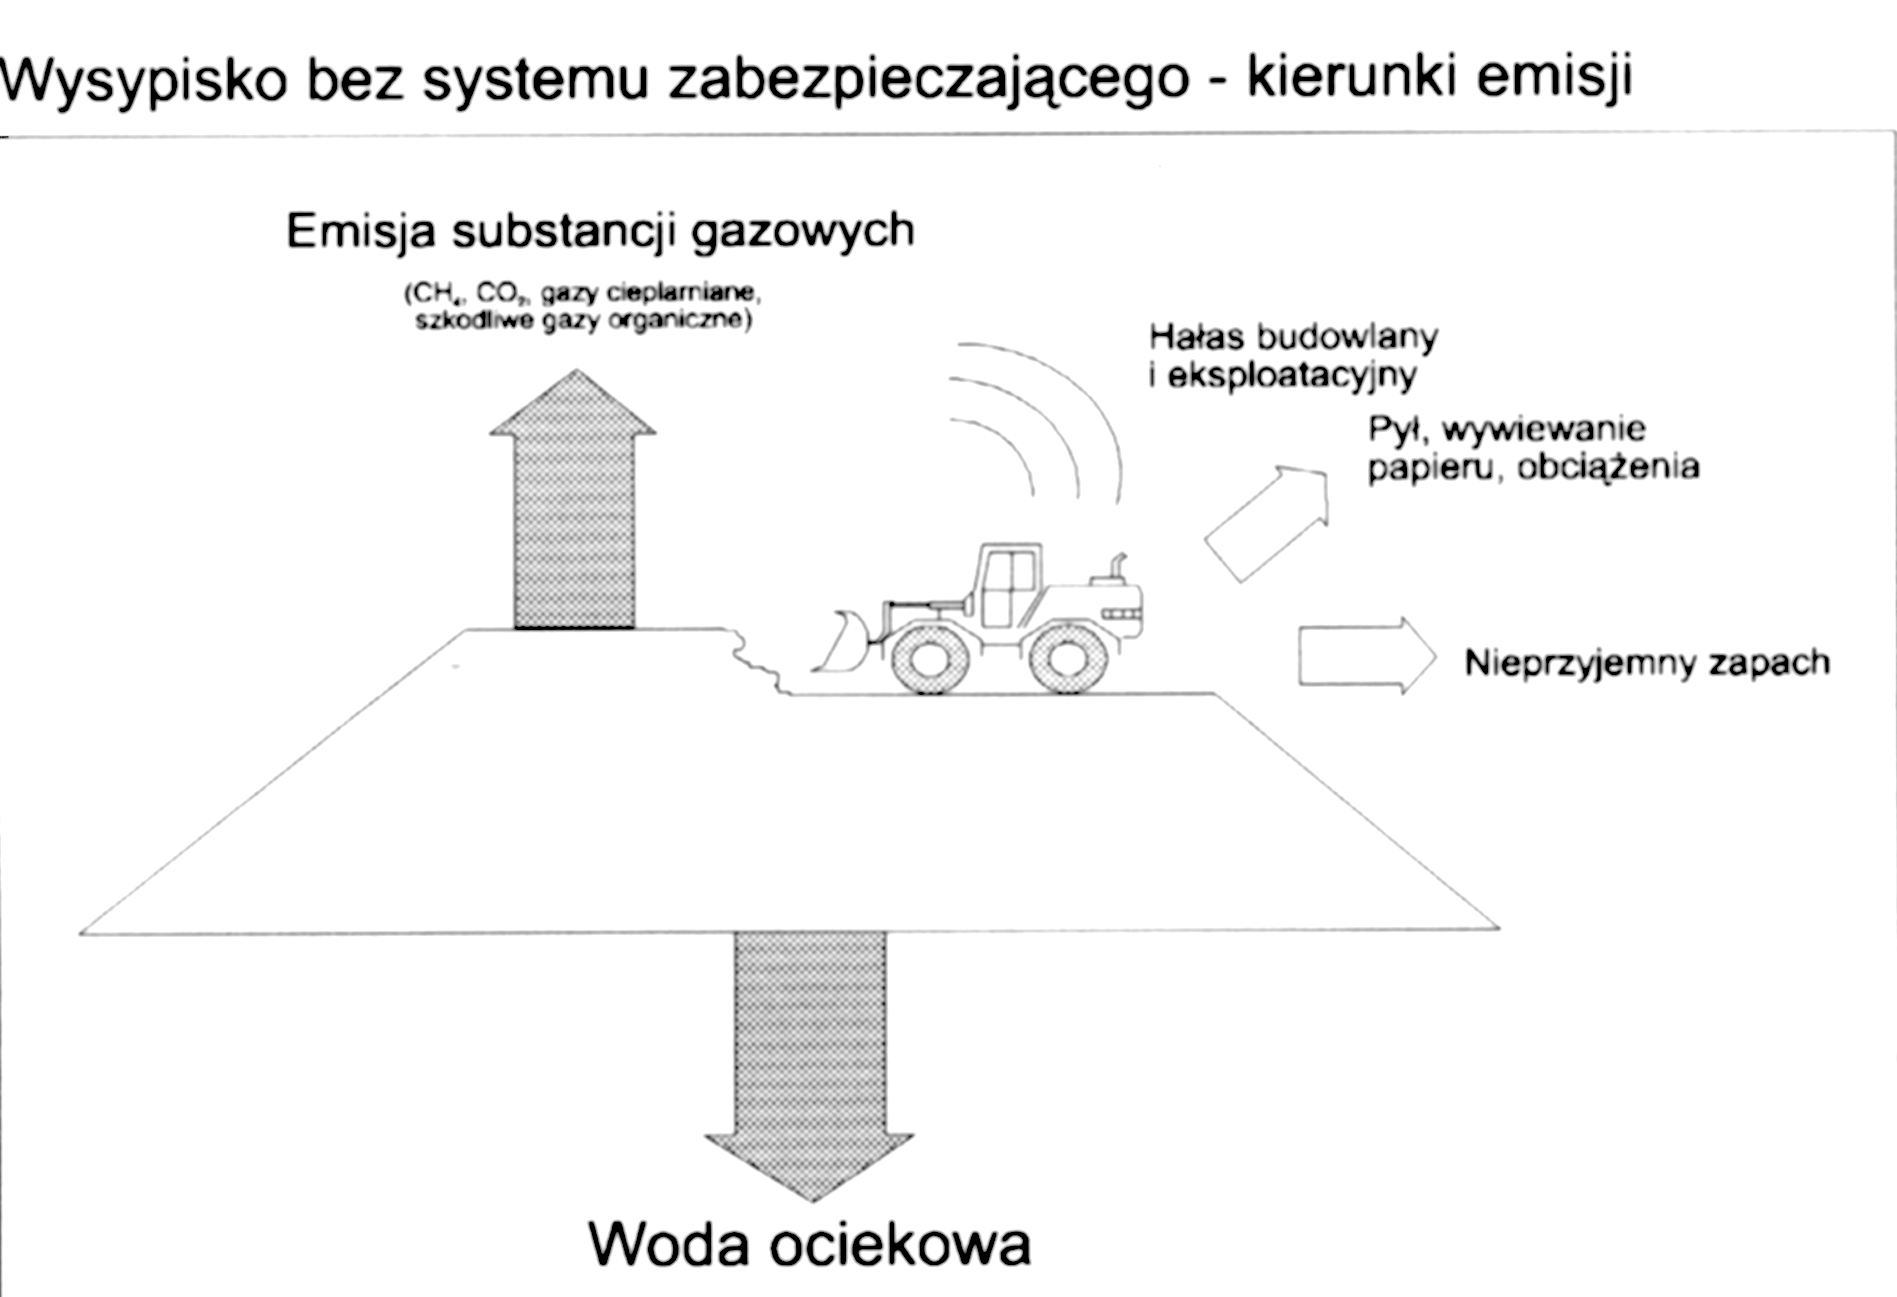 Wysypisko bez systemu zabezpieczającego - kierunki emisji
Emisja substancji gazowych
(CH₄, CO₂, gazy cieplarniane,
szkodliwe gazy organiczne)
Hałas budowlany
i eksploatacyjny
Pył, wywiewanie
papieru, obciążenia
Nieprzyjemny zapach
Woda ociekowa